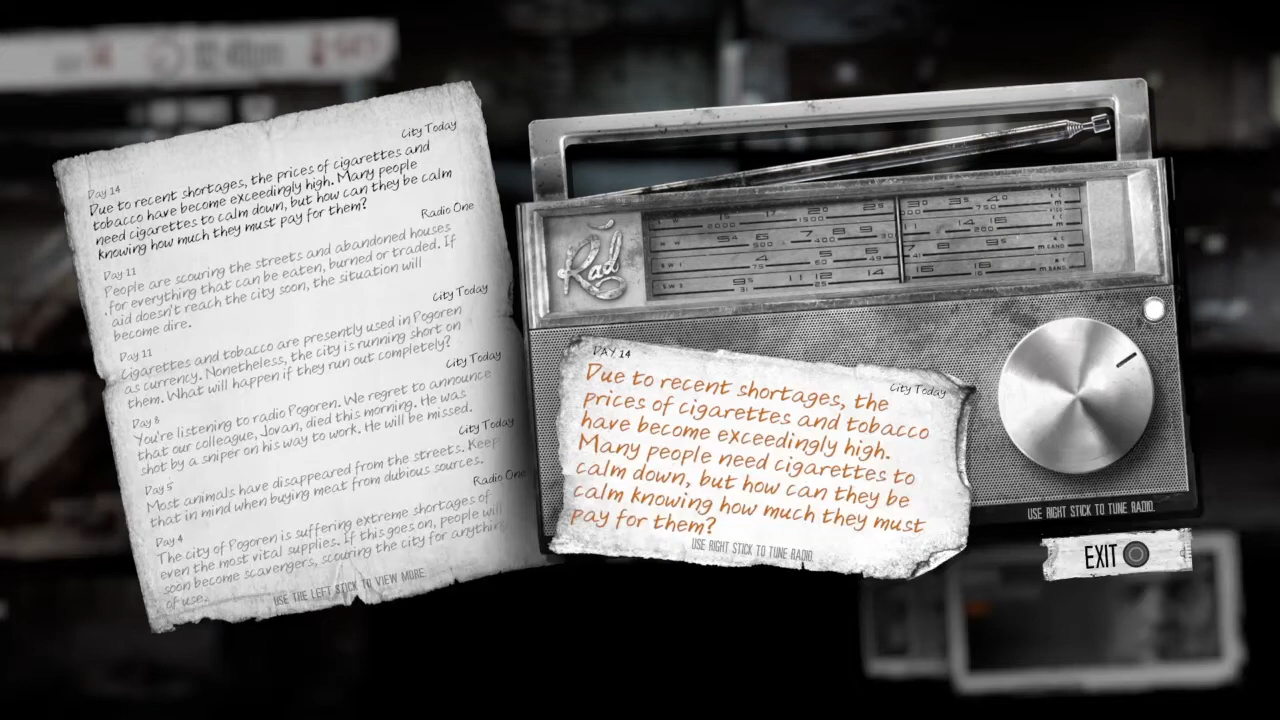 City Today
Day 14
Due to recent shortages, the prices of cigarettes and
tobacco have become exceedingly high. Many people
need cigarettes to calm down, but how can they be calm
knowing how much they must pay for them?
Radio One
Day 11
People are scouring the streets and abandoned houses
for everything that can be eaten, burned or traded. If
aid doesn't reach the city soon, the situation will
become dire.
City Today
Day 11
Cigarettes and tobacco are presently used in Pogoren
as currency. Nonetheless, the city is running short on
them. What will happen if they run out completely?
City Today
Day 8
You're listening to radio Pogoren. We regret to announce
that our colleague, Jovan, died this morning. He was
shot by a sniper on his way to work. He will be missed.
City Today
Day 5
Most animals have disappeared from the streets. Keep
that in mind when buying meat from dubious sources.
Radio One
Day 4
The city of Pogoren is suffering extreme shortages of
even the most vital supplies. If this goes on, people will
soon become scavengers, scouring the city for anything
of use.
USE THE LEFT STICK TO VIEW MORE
Rad
DAY 14
City Today
Due to recent shortages, the
prices of cigarettes and tobacco
have become exceedingly high.
Many people need cigarettes to
calm down, but how can they be
calm knowing how much they must
pay for them?
USE RIGHT STICK TO TUNE RADIO.
USE RIGHT STICK TO TUNE RADIO.
EXIT